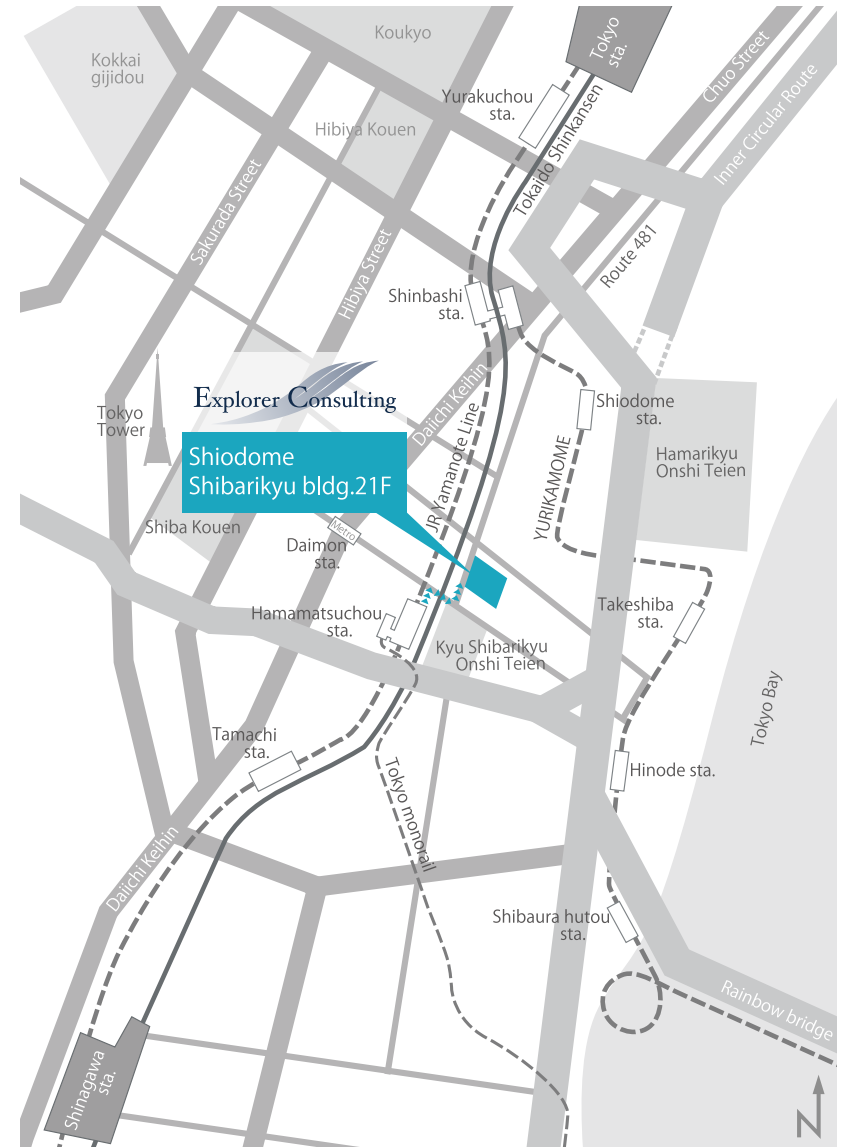 Tokyo
sta.
Koukyo
Kokkai
gijidou
Chuo Street
Inner Circular Route
Yurakuchou
sta.
Hibiya Kouen
Tokaido Shinkansen
Sakurada Street
Hibiya Street
Route 481
Shinbashi
sta.
Explorer Consulting
Daiichi Keihin
Shiodome
sta.
Tokyo
Tower
Shiodome
Shibarikyu bldg.21F
Hamarikyu
Onshi Teien
JR Yamanote Line
YURIKAMOME
Shiba Kouen
Metro
Daimon
sta.
Hamamatsuchou
sta.
Takeshiba
sta.
Kyu Shibarikyu
Onshi Teien
Tokyo Bay
Tamachi
sta.
Hinode sta.
Tokyo monorail
Daiichi Keihin
Shibaura hutou
sta.
Rainbow bridge
Shinagawa
sta.
N